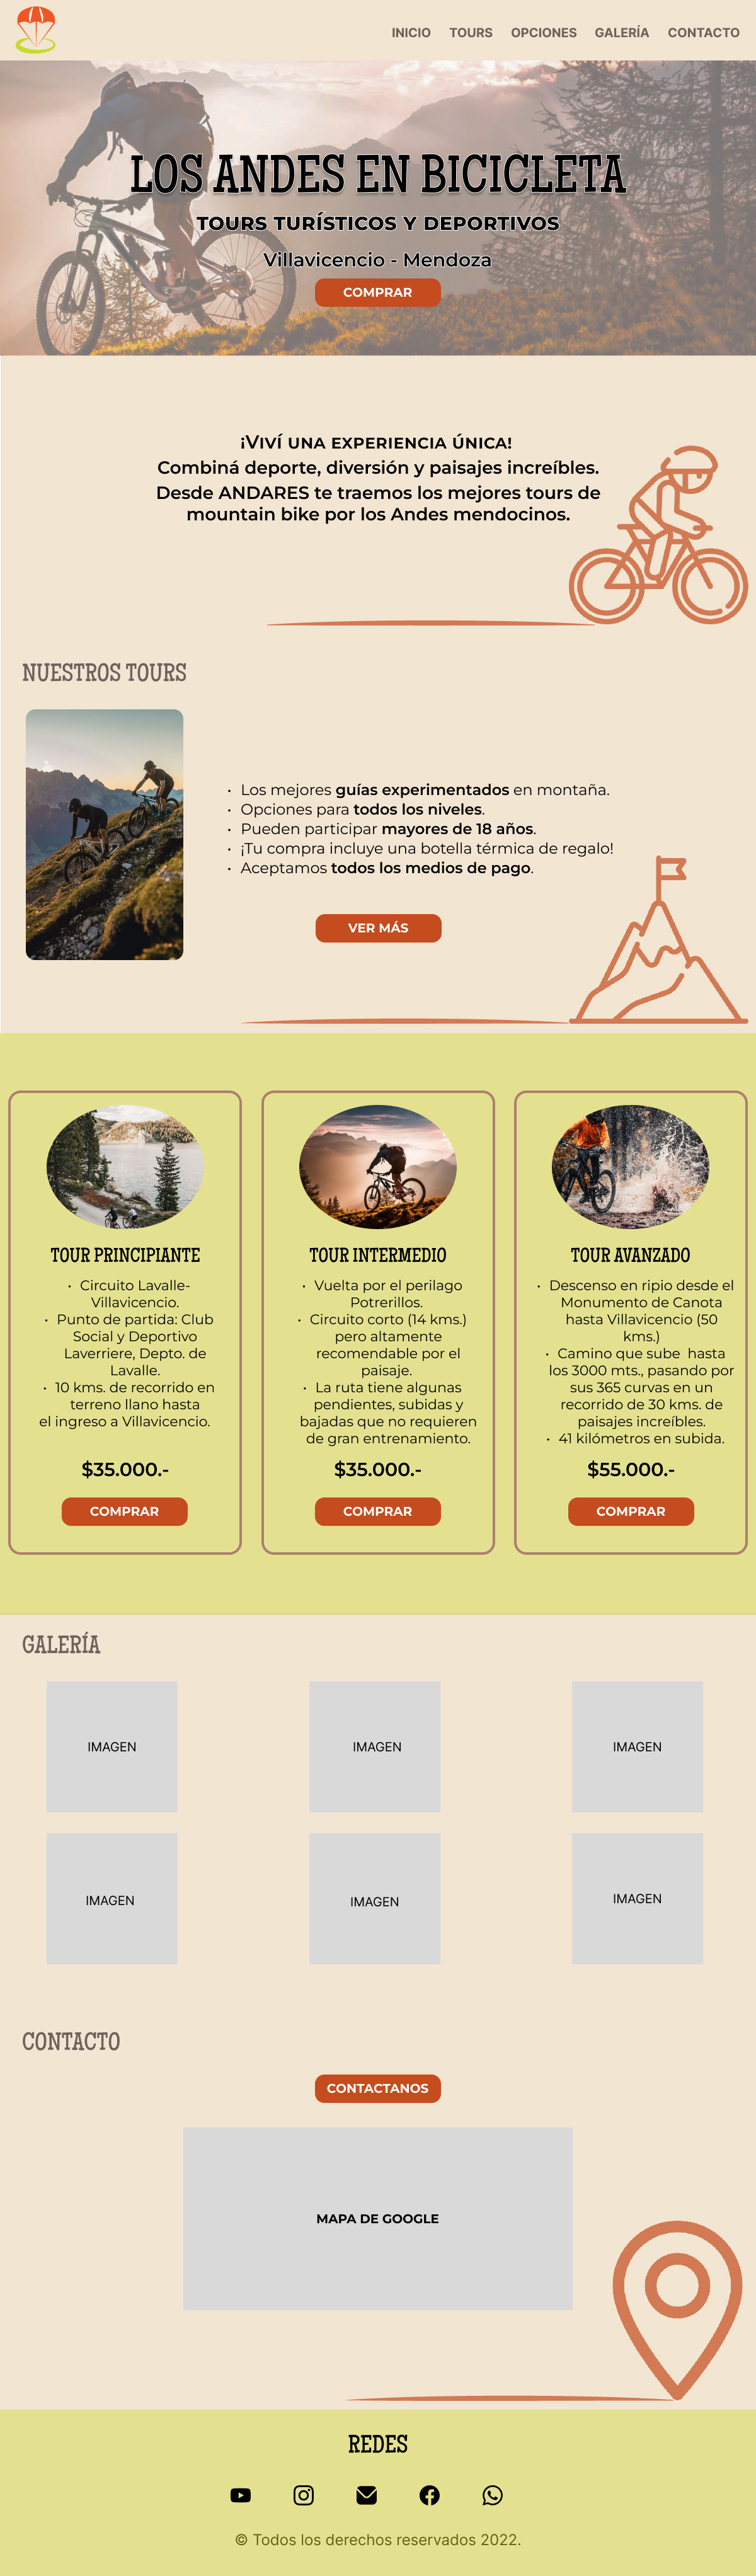 INICIO TOURS OPCIONES GALERÍA CONTACTO
LOS ANDES EN BICICLETA
TOURS TURÍSTICOS Y DEPORTIVOS
Villavicencio - Mendoza
COMPRAR
¡VIVÍ UNA EXPERIENCIA ÚNICA!
Combiná deporte, diversión y paisajes increíbles.
Desde ANDARES te traemos los mejores tours de
mountain bike por los Andes mendocinos.
NUESTROS TOURS
• Los mejores guías experimentados en montaña.
• Opciones para todos los niveles.
• Pueden participar mayores de 18 años.
• ¡Tu compra incluye una botella térmica de regalo!
• Aceptamos todos los medios de pago.
VER MÁS
TOUR PRINCIPIANTE
• Circuito Lavalle-
Villavicencio.
• Punto de partida: Club
Social y Deportivo
Laverriere, Depto. de
Lavalle.
• 10 kms. de recorrido en
terreno llano hasta
el ingreso a Villavicencio.
$35.000.-
COMPRAR
TOUR INTERMEDIO
• Vuelta por el perilago
Potrerillos.
• Circuito corto (14 kms.)
pero altamente
recomendable por el
paisaje.
• La ruta tiene algunas
pendientes, subidas y
bajadas que no requieren
de gran entrenamiento.
$35.000.-
COMPRAR
TOUR AVANZADO
• Descenso en ripio desde el
Monumento de Canota
hasta Villavicencio (50
kms.)
• Camino que sube hasta
los 3000 mts., pasando por
sus 365 curvas en un
recorrido de 30 kms. de
paisajes increíbles.
• 41 kilómetros en subida.
$55.000.-
COMPRAR
GALERÍA
IMAGEN IMAGEN IMAGEN
IMAGEN IMAGEN IMAGEN
CONTACTO
CONTACTANOS
MAPA DE GOOGLE
REDES
© Todos los derechos reservados 2022.